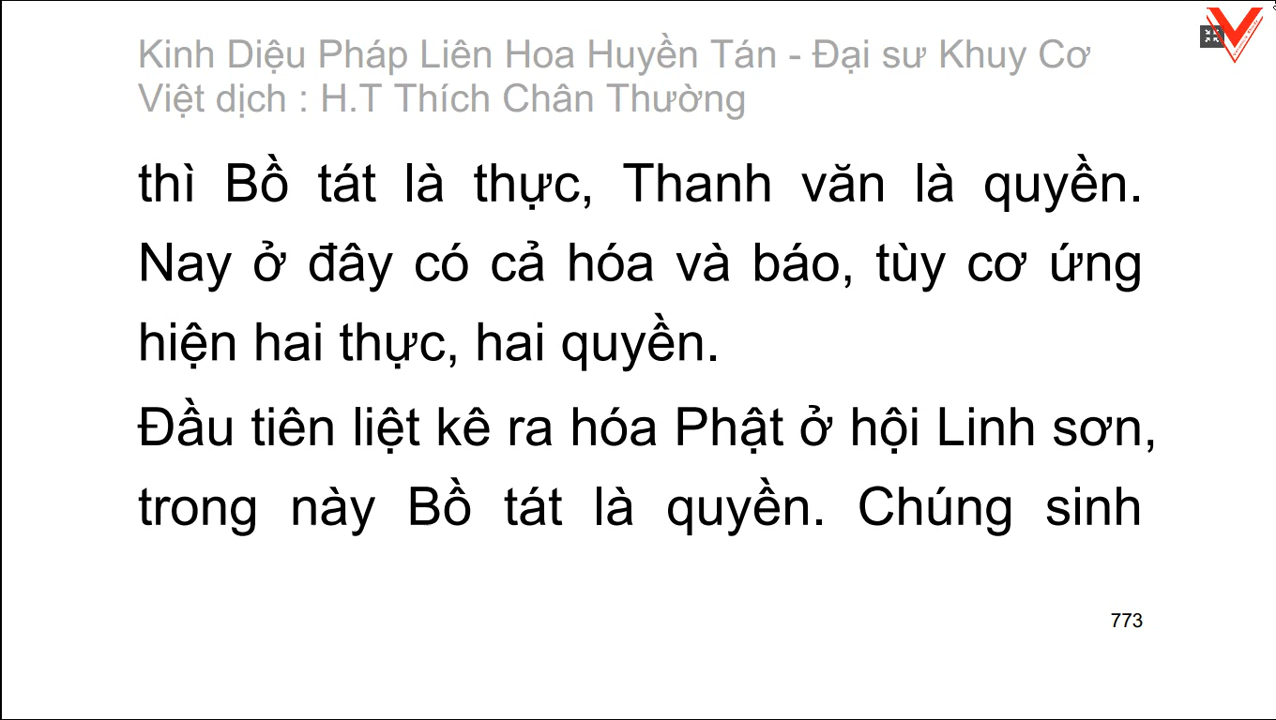 Kinh Diệu Pháp Liên Hoa Huyền Tán - Đại sư Khuy Cơ
Việt dịch : H.T Thích Chân Thường
thì Bồ tát là thực, Thanh văn là quyền.
Nay ở đây có cả hóa và báo, tùy cơ ứng
hiện hai thực, hai quyền.
Đầu tiên liệt kê ra hóa Phật ở hội Linh sơn,
trong này Bồ tát là quyền. Chúng sinh
773